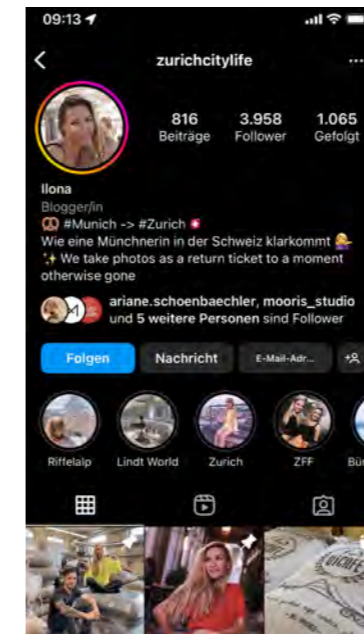 09:13
zurichcitylife
816 3.958 1.065
Beiträge Follower Gefolgt
Ilona
Blogger/in
🥨 #Munich -> #Zurich 🇨🇭
Wie eine Münchnerin in der Schweiz klarkommt 💁‍♀️
✨ We take photos as a return ticket to a moment
otherwise gone
ariane.schoenbaechler, mooris_studio
und 5 weitere Personen sind Follower
Folgen Nachricht E-Mail-Adr...
Riffelalp Lindt World Zurich ZFF Bür